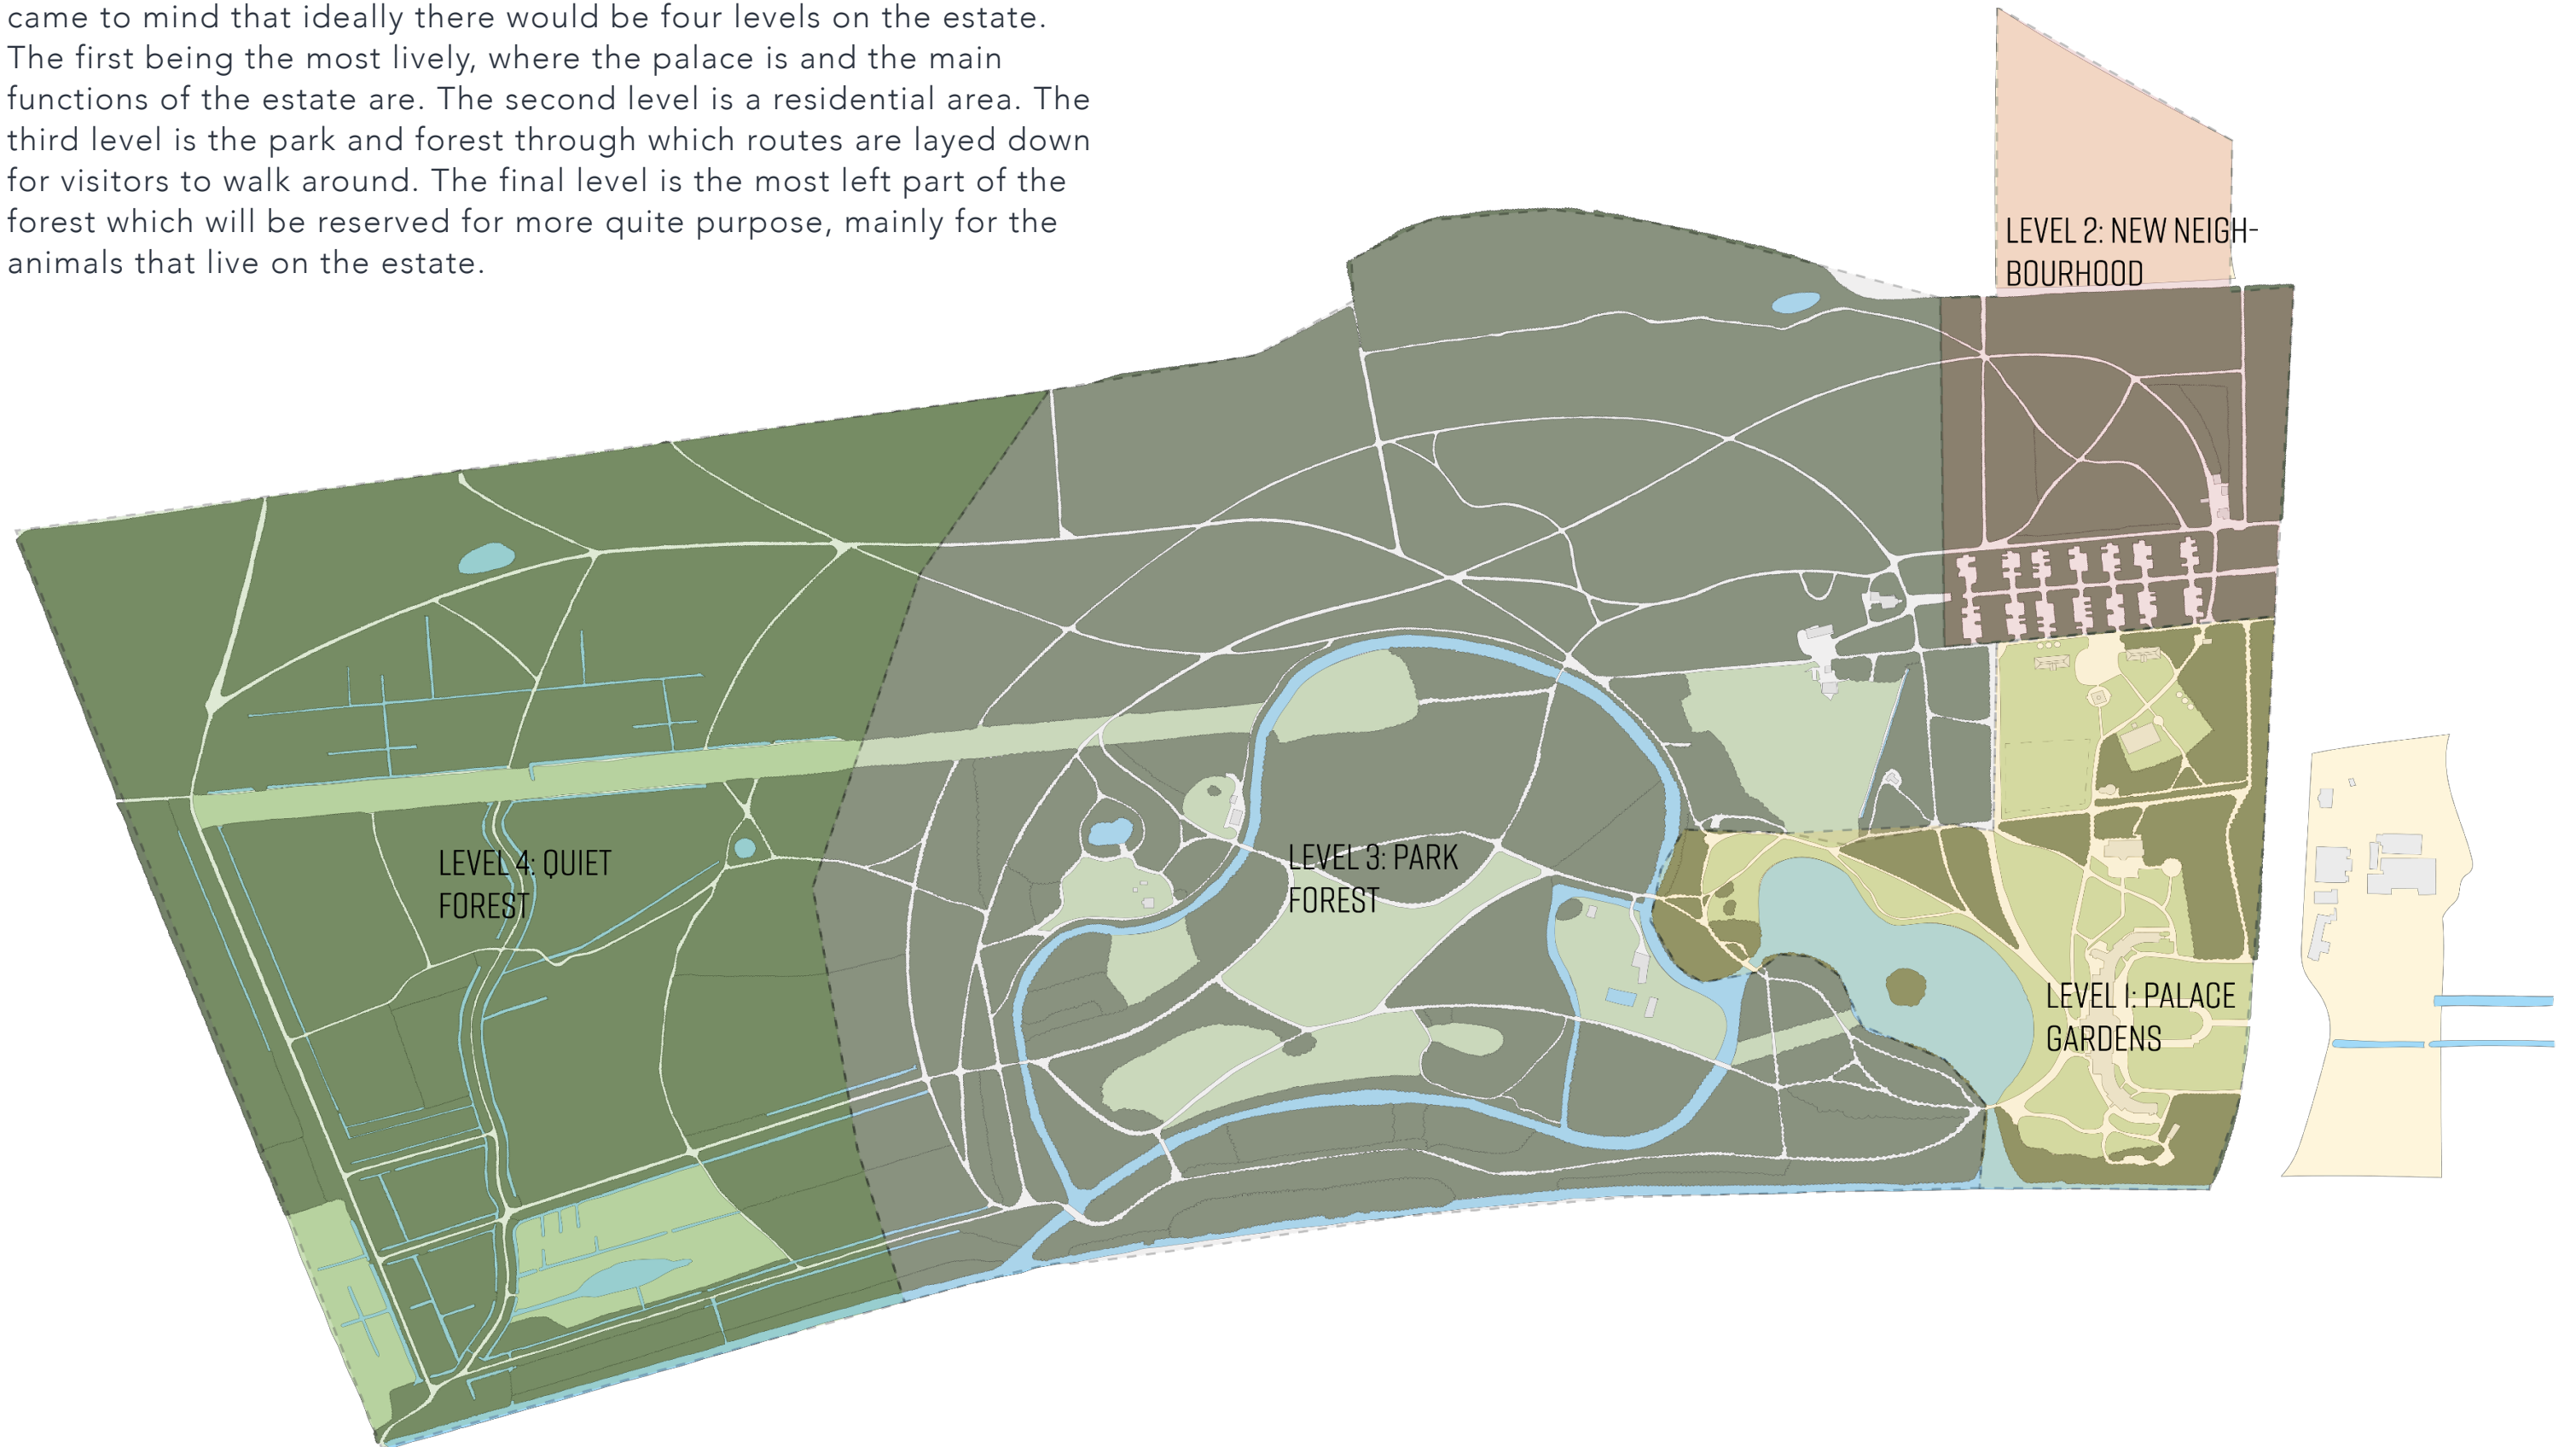 came to mind that ideally there would be four levels on the estate.
The first being the most lively, where the palace is and the main
functions of the estate are. The second level is a residential area. The
third level is the park and forest through which routes are layed down
for visitors to walk around. The final level is the most left part of the
forest which will be reserved for more quite purpose, mainly for the
animals that live on the estate.
LEVEL 2: NEW NEIGH-
BOURHOOD
LEVEL 4: QUIET
FOREST
LEVEL 3: PARK
FOREST
LEVEL 1: PALACE
GARDENS